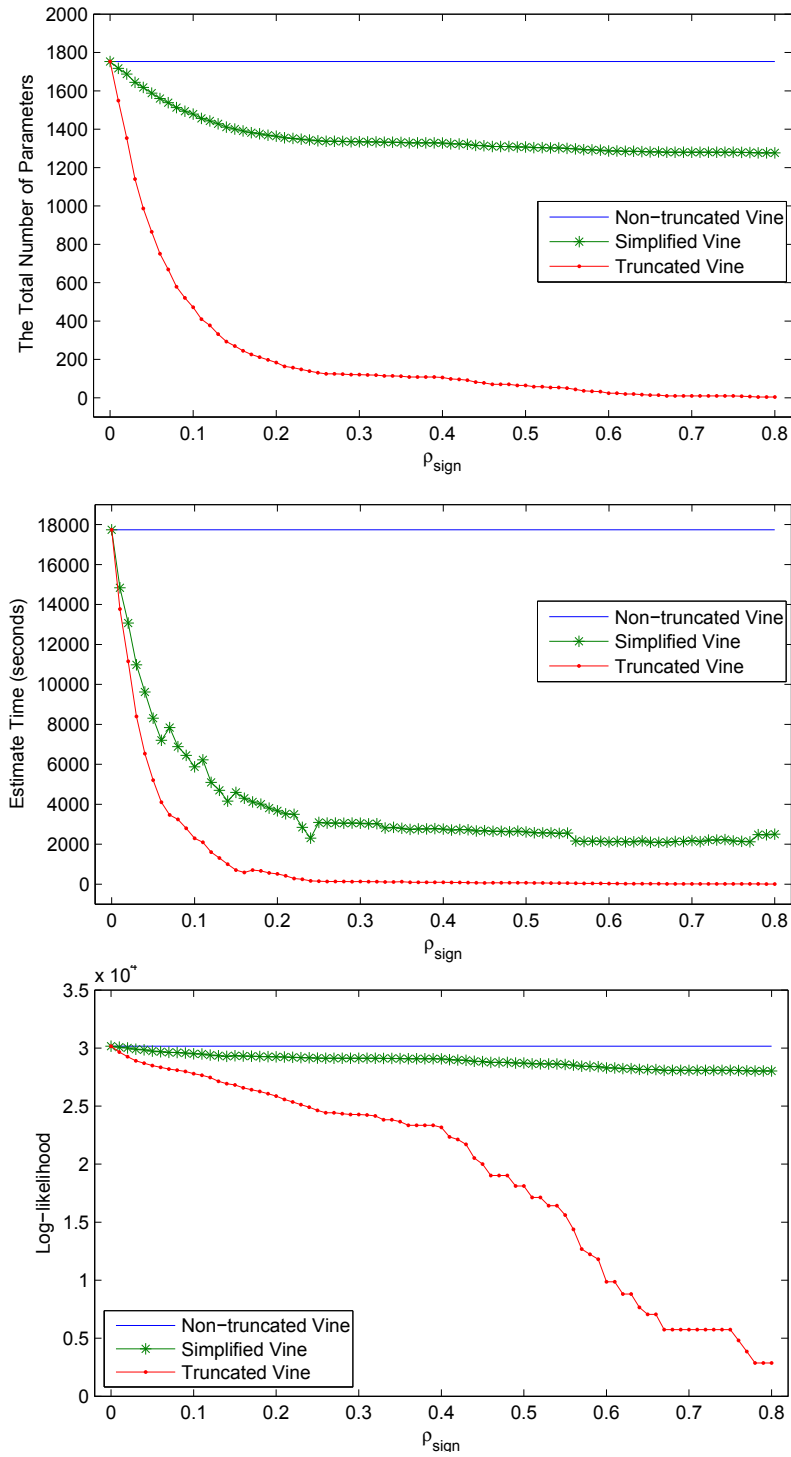 The Total Number of Parameters
2000
1800
1600
1400
1200
1000
800
600
400
200
0
Non−truncated Vine
Simplified Vine
Truncated Vine
0 0.1 0.2 0.3 0.4 0.5 0.6 0.7 0.8
ρsign
Estimate Time (seconds)
18000
16000
14000
12000
10000
8000
6000
4000
2000
0
Non−truncated Vine
Simplified Vine
Truncated Vine
0 0.1 0.2 0.3 0.4 0.5 0.6 0.7 0.8
ρsign
x 10⁴
Log−likelihood
3.5
3
2.5
2
1.5
1
0.5
0
Non−truncated Vine
Simplified Vine
Truncated Vine
0 0.1 0.2 0.3 0.4 0.5 0.6 0.7 0.8
ρsign